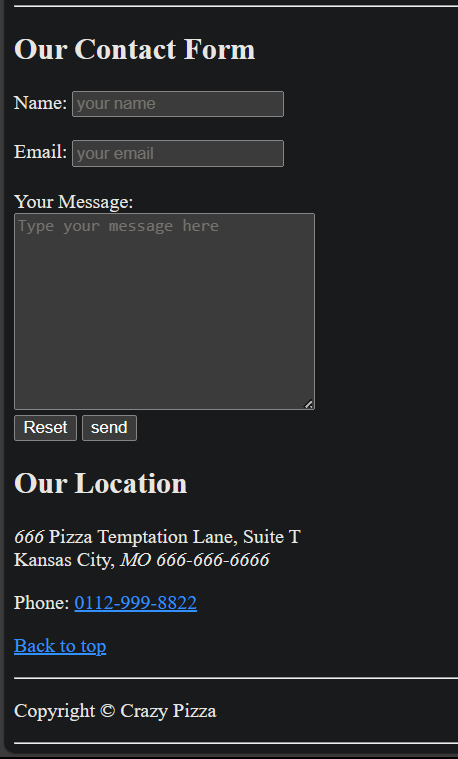 Our Contact Form
Name: your name
Email: your email
Your Message:
Type your message here
Reset send
Our Location
666 Pizza Temptation Lane, Suite T
Kansas City, MO 666-666-6666
Phone: 0112-999-8822
Back to top
Copyright © Crazy Pizza